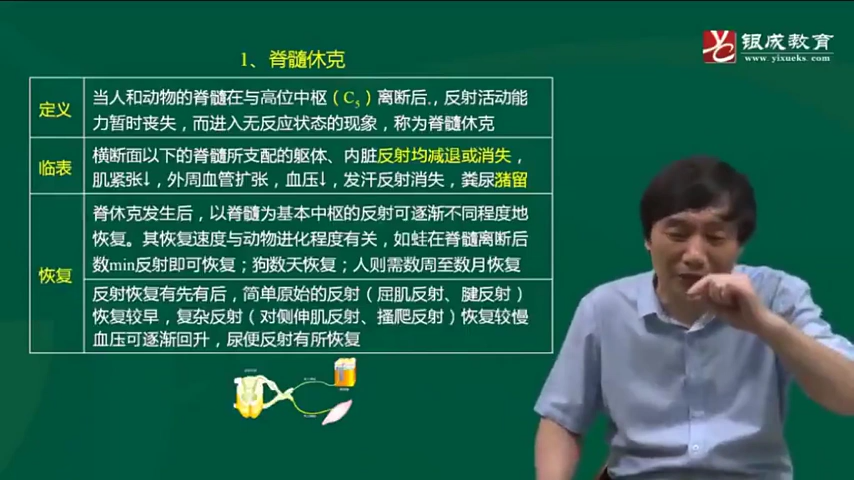 银成教育
www.yixueks.com
1、脊髓休克
定义
当人和动物的脊髓在与高位中枢（C5）离断后，反射活动能
力暂时丧失，而进入无反应状态的现象，称为脊髓休克
临表
横断面以下的脊髓所支配的躯体、内脏反射均减退或消失，
肌紧张↓，外周血管扩张，血压↓，发汗反射消失，粪尿潴留
恢复
脊休克发生后，以脊髓为基本中枢的反射可逐渐不同程度地
恢复。其恢复速度与动物进化程度有关，如蛙在脊髓离断后
数min反射即可恢复；狗数天恢复；人则需数周至数月恢复
反射恢复有先有后，简单原始的反射（屈肌反射、腱反射）
恢复较早，复杂反射（对侧伸肌反射、搔爬反射）恢复较慢
血压可逐渐回升，尿便反射有所恢复